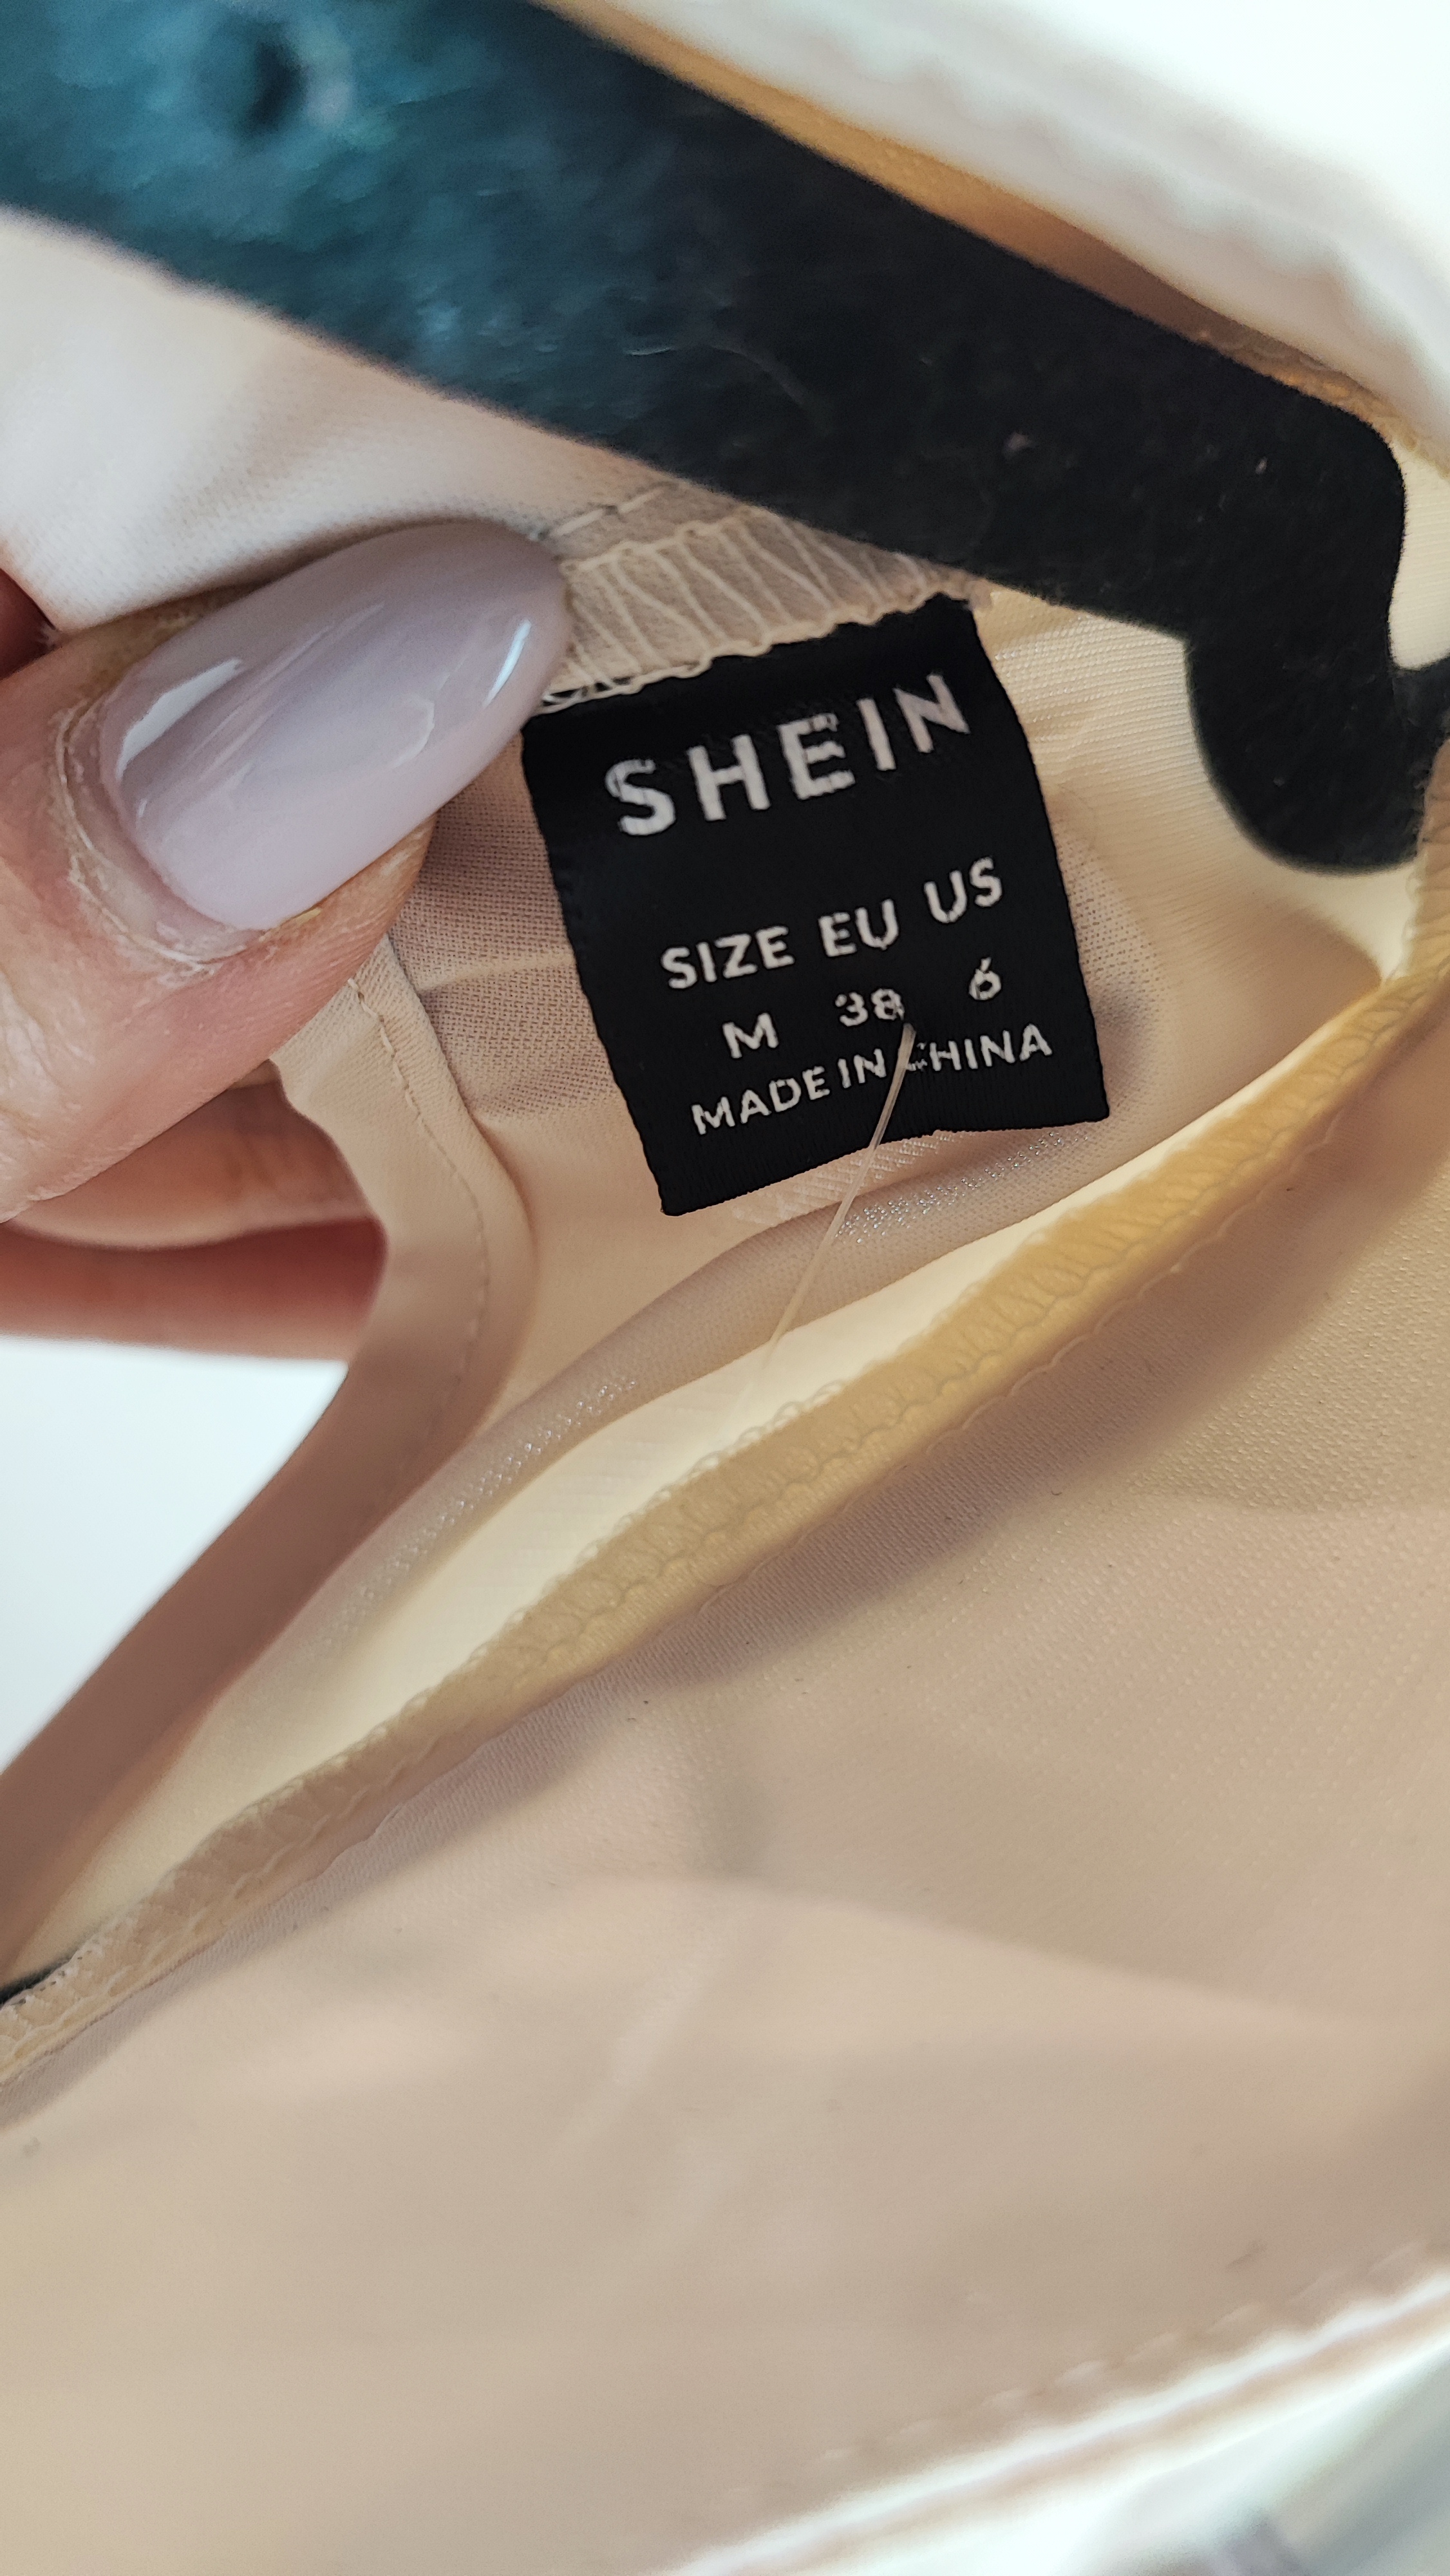 SHEIN
SIZE EU US
M 38 6
MADE IN CHINA